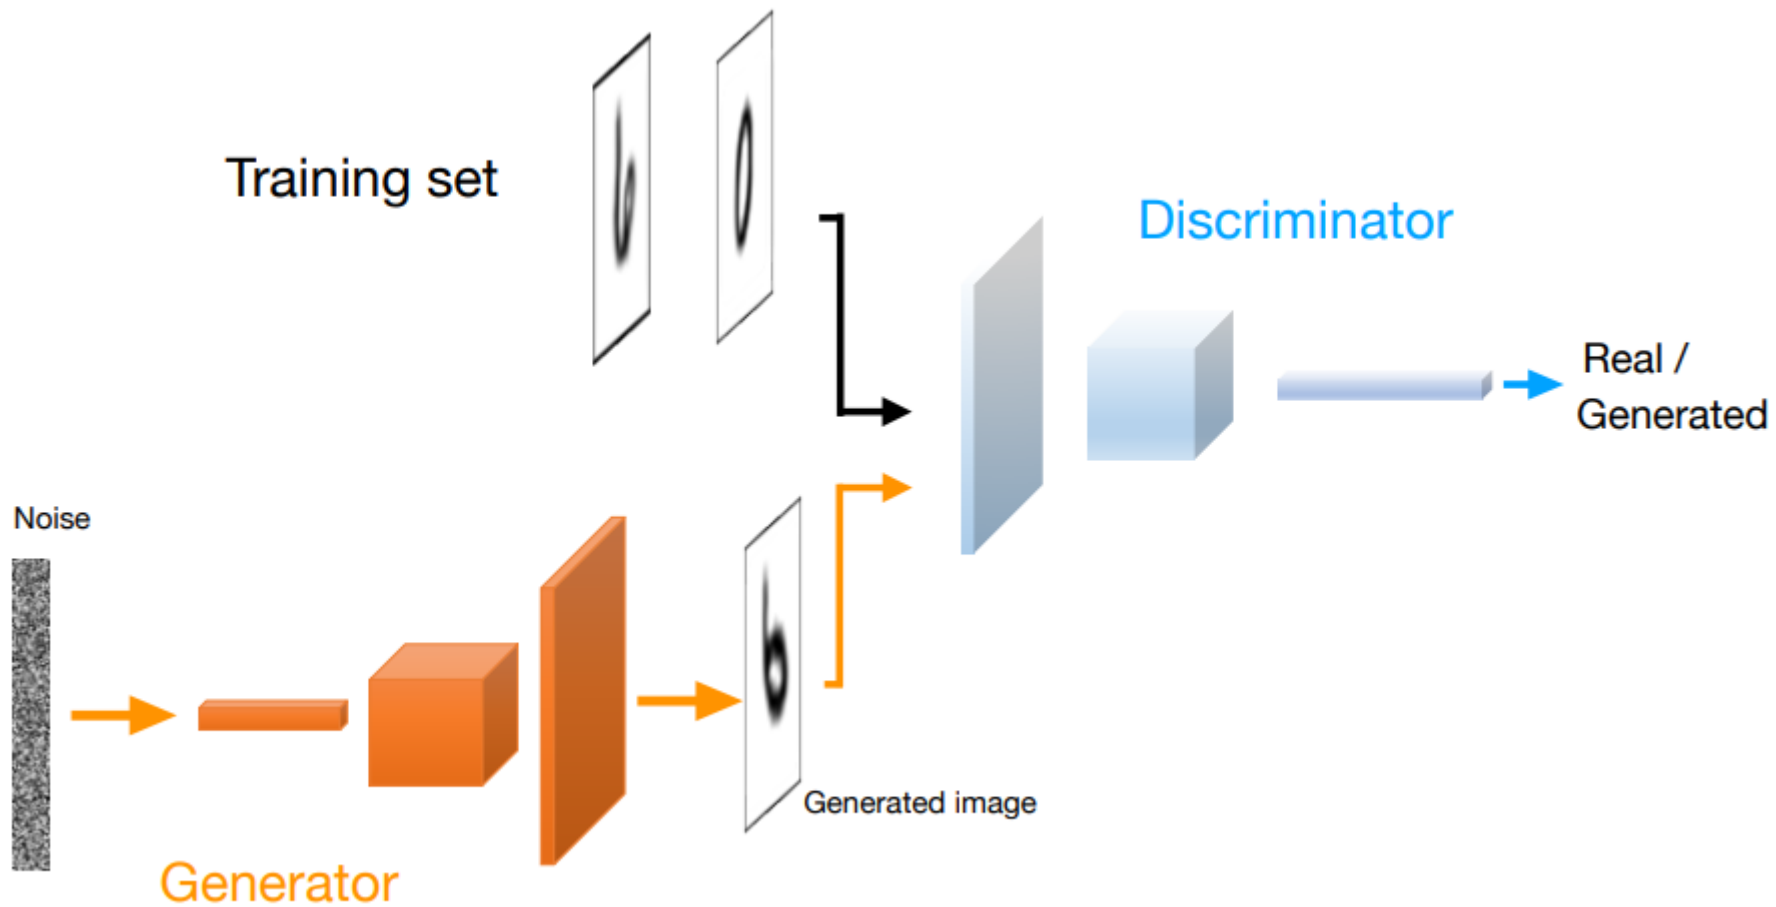 Training set
Discriminator
Real /
Generated
Noise
Generated image
Generator